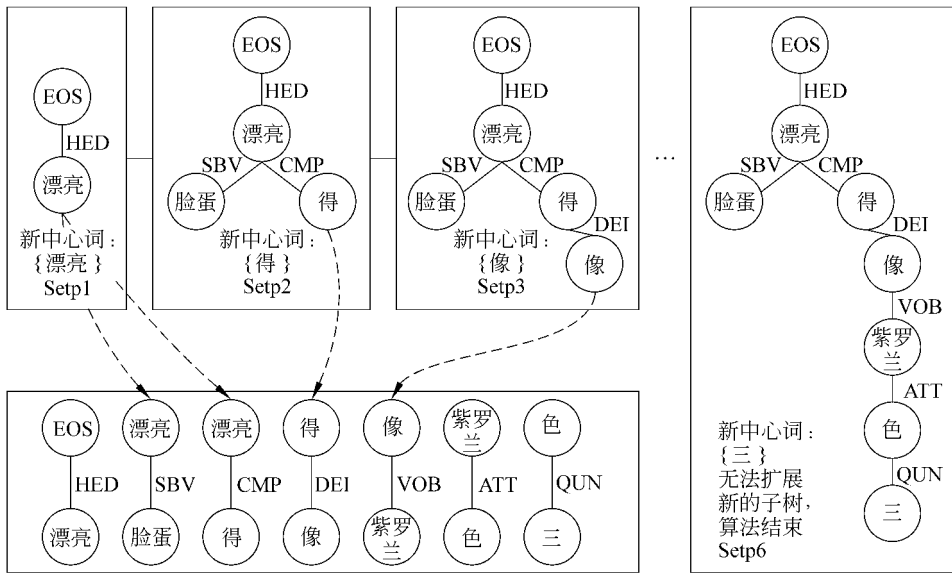 EOS
HED
漂亮
新中心词:
{漂亮}
Setp1
EOS
HED
漂亮
SBV CMP
脸蛋 得
新中心词:
{得}
Setp2
EOS
HED
漂亮
SBV CMP
脸蛋 得
DEI
新中心词:
{像} 像
Setp3
…
EOS
HED
漂亮
SBV CMP
脸蛋 得
DEI
像
VOB
紫罗
兰
ATT
色
QUN
三
新中心词:
{三}
无法扩展
新的子树,
算法结束
Setp6
EOS 漂亮 漂亮 得 像 紫罗兰 色
HED SBV CMP DEI VOB ATT QUN
漂亮 脸蛋 得 像 紫罗兰 色 三